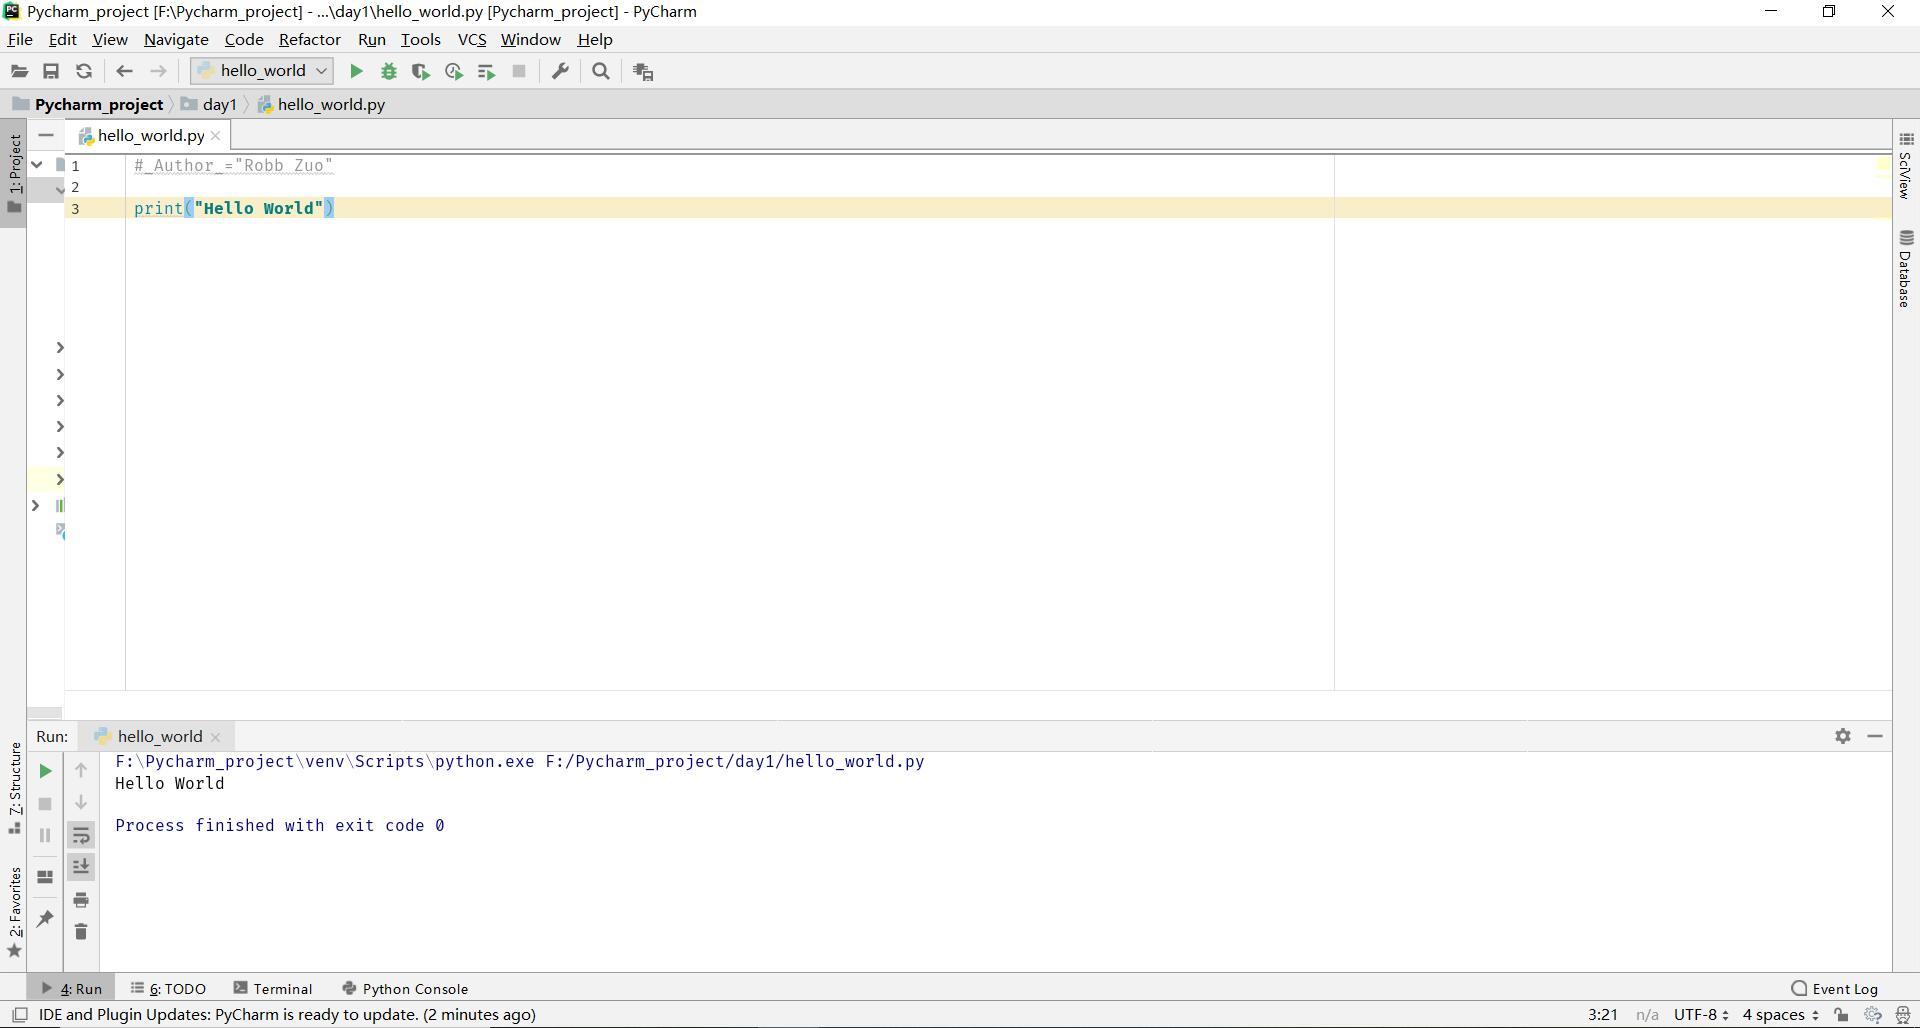 Pycharm_project [F:\Pycharm_project] - ...\day1\hello_world.py [Pycharm_project] - PyCharm
File Edit View Navigate Code Refactor Run Tools VCS Window Help
hello_world
Pycharm_project day1 hello_world.py
1: Project
hello_world.py
1 #_Author_="Robb Zuo"
2
3 print("Hello World")
SciView
Database
Run: hello_world
F:\Pycharm_project\venv\Scripts\python.exe F:/Pycharm_project/day1/hello_world.py
Hello World
Process finished with exit code 0
7: Structure
2: Favorites
4: Run 6: TODO Terminal Python Console Event Log
IDE and Plugin Updates: PyCharm is ready to update. (2 minutes ago) 3:21 n/a UTF-8 4 spaces